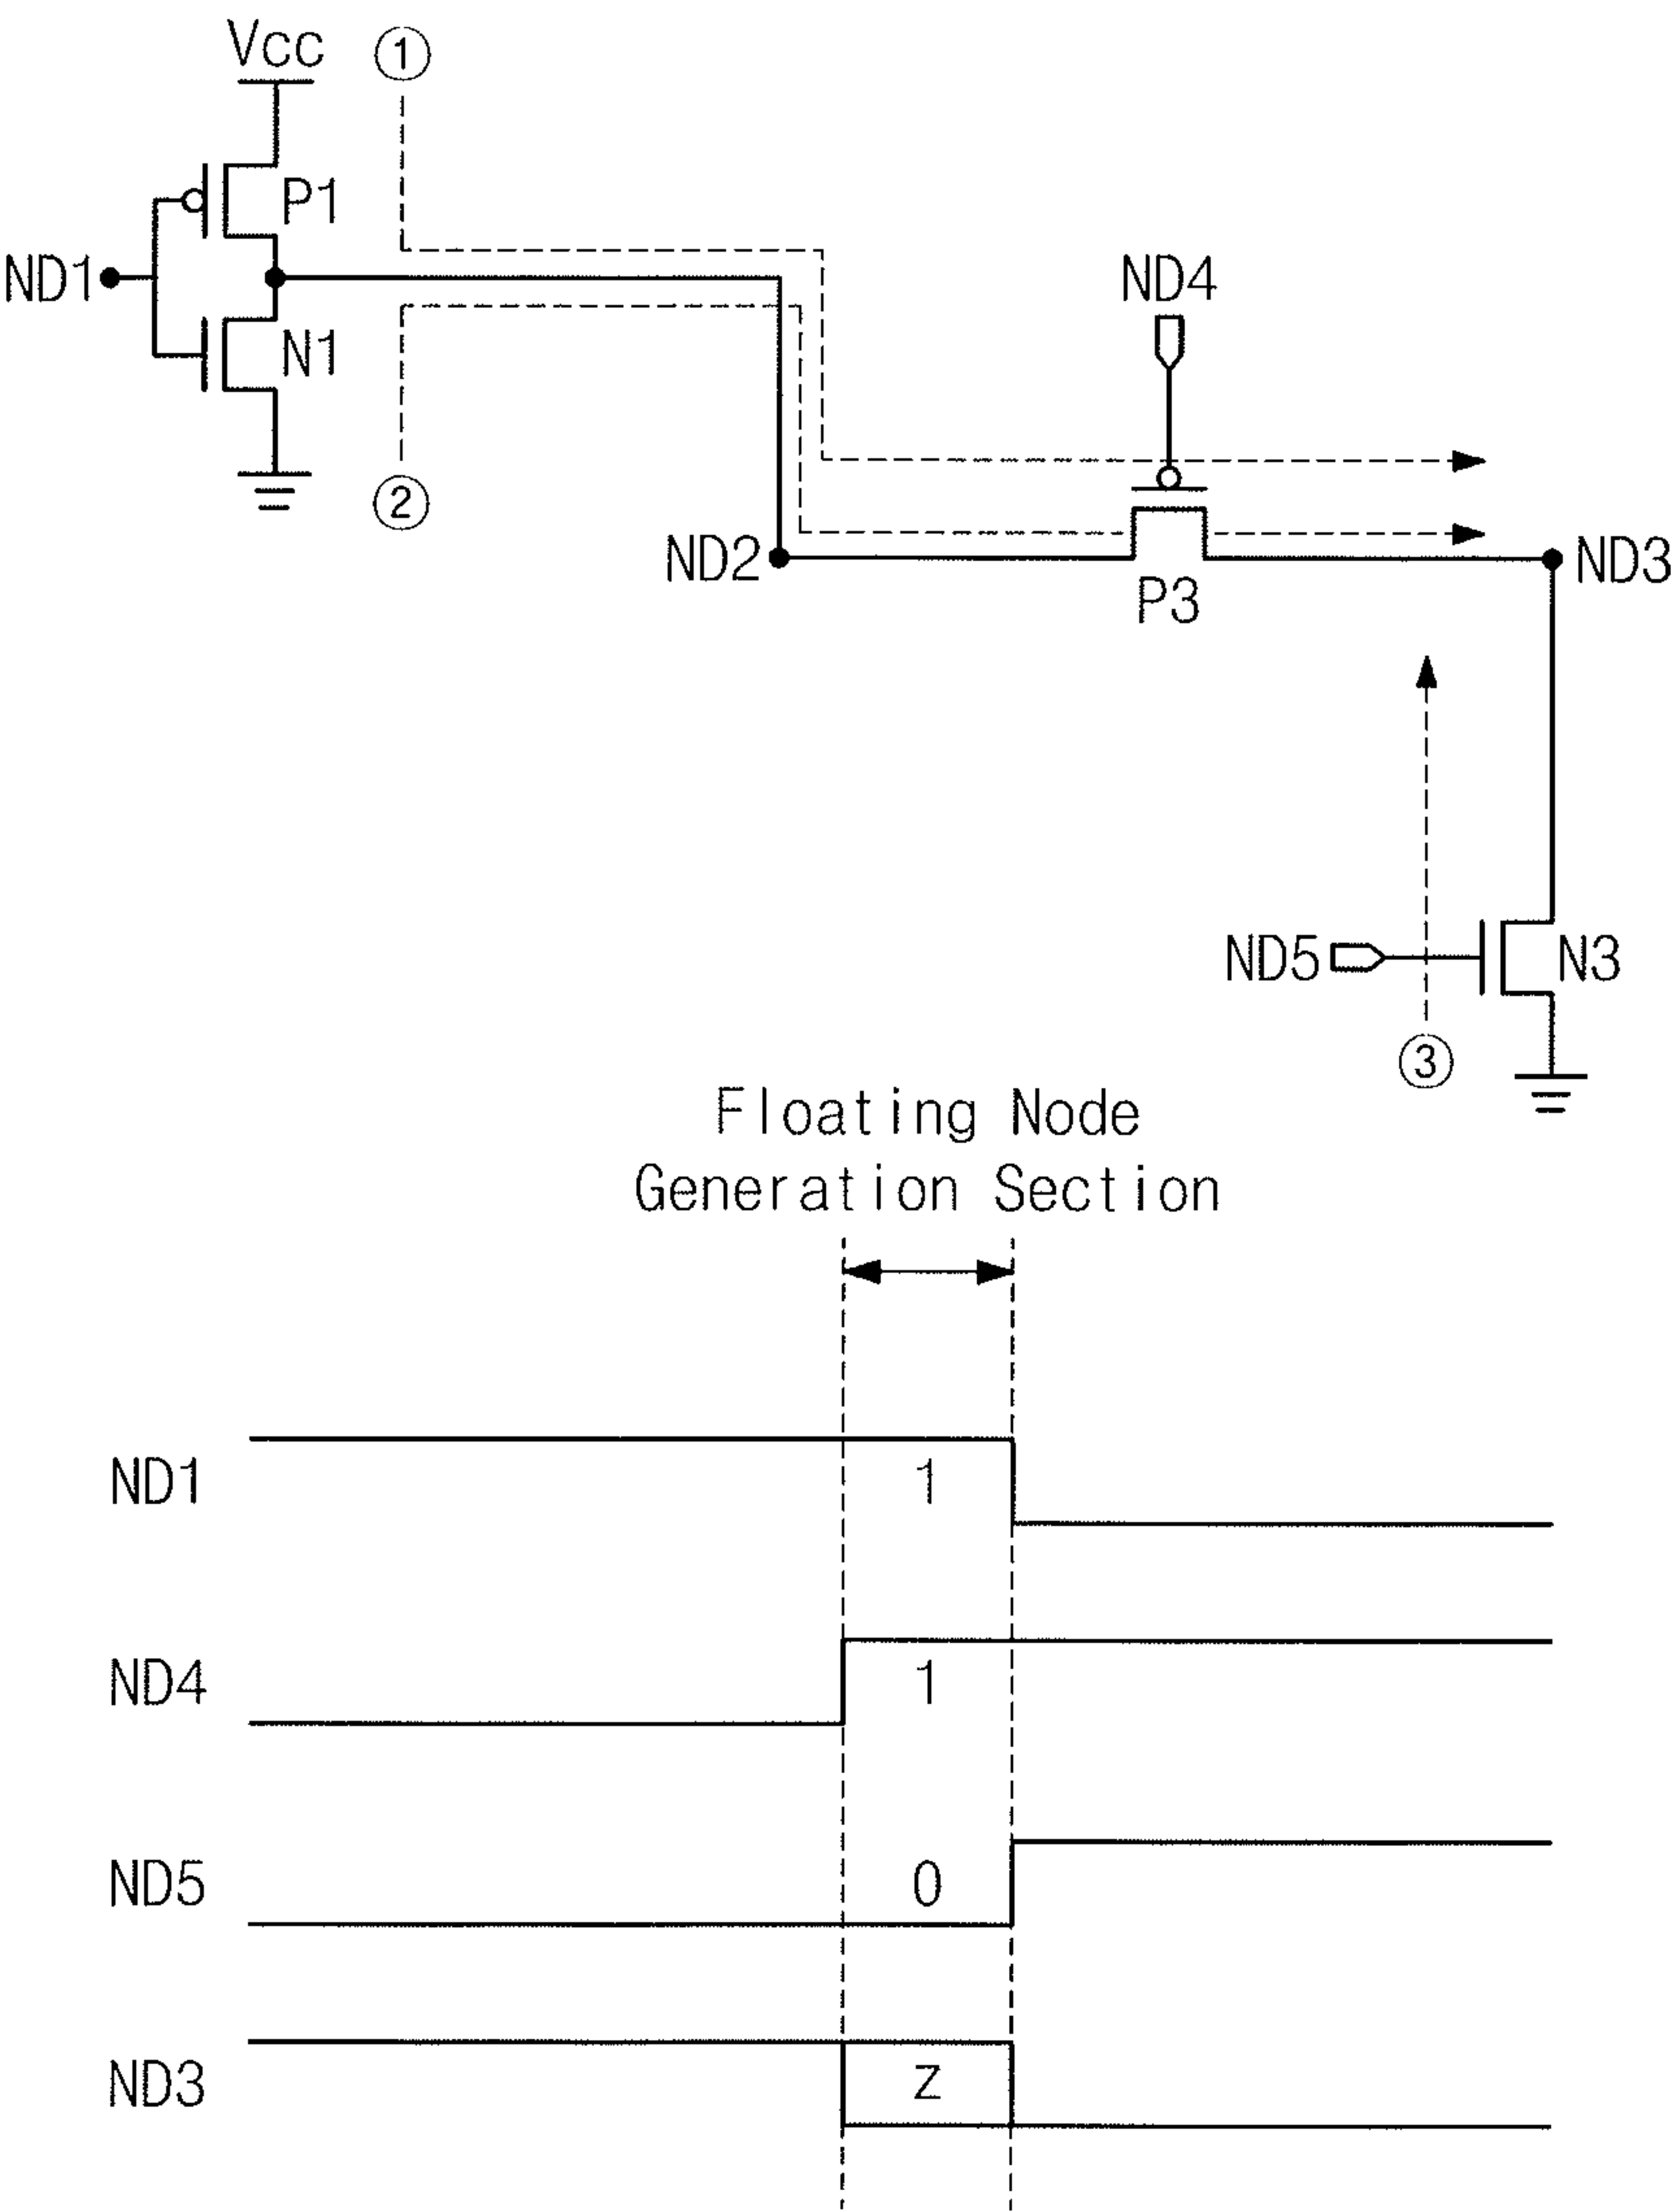 Vcc
①
P1
ND1
N1
ND4
②
ND2
ND3
P3
ND5
N3
③
Floating Node
Generation Section
ND1
1
ND4
1
ND5
0
ND3
Z